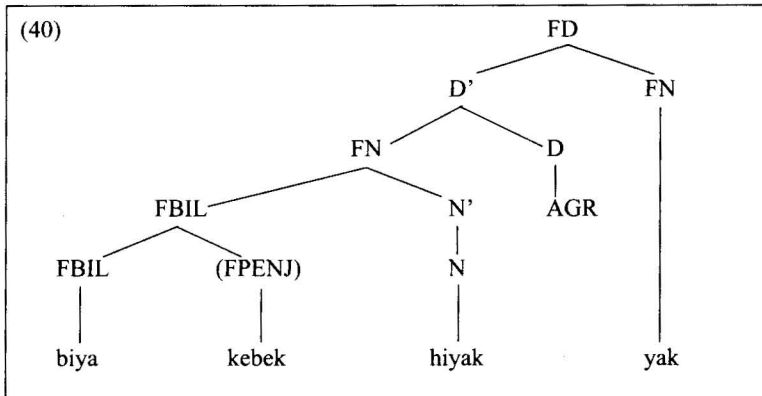 (40) FD
D’ FN
FN D
FBIL N’ AGR
FBIL (FPENJ) N
biya kebek hiyak yak